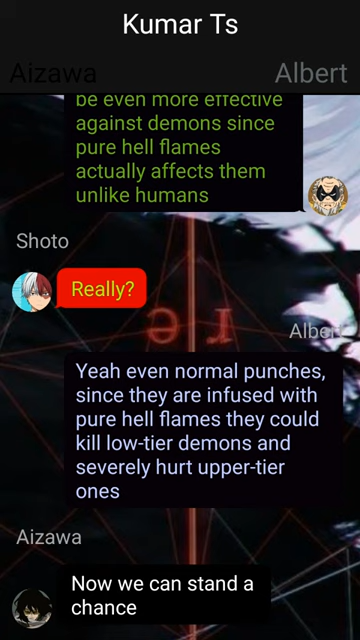 Kumar Ts
Aizawa
Albert
be even more effective
against demons since
pure hell flames
actually affects them
unlike humans
Shoto
Really?
Albert
Yeah even normal punches,
since they are infused with
pure hell flames they could
kill low-tier demons and
severely hurt upper-tier
ones
Aizawa
Now we can stand a
chance